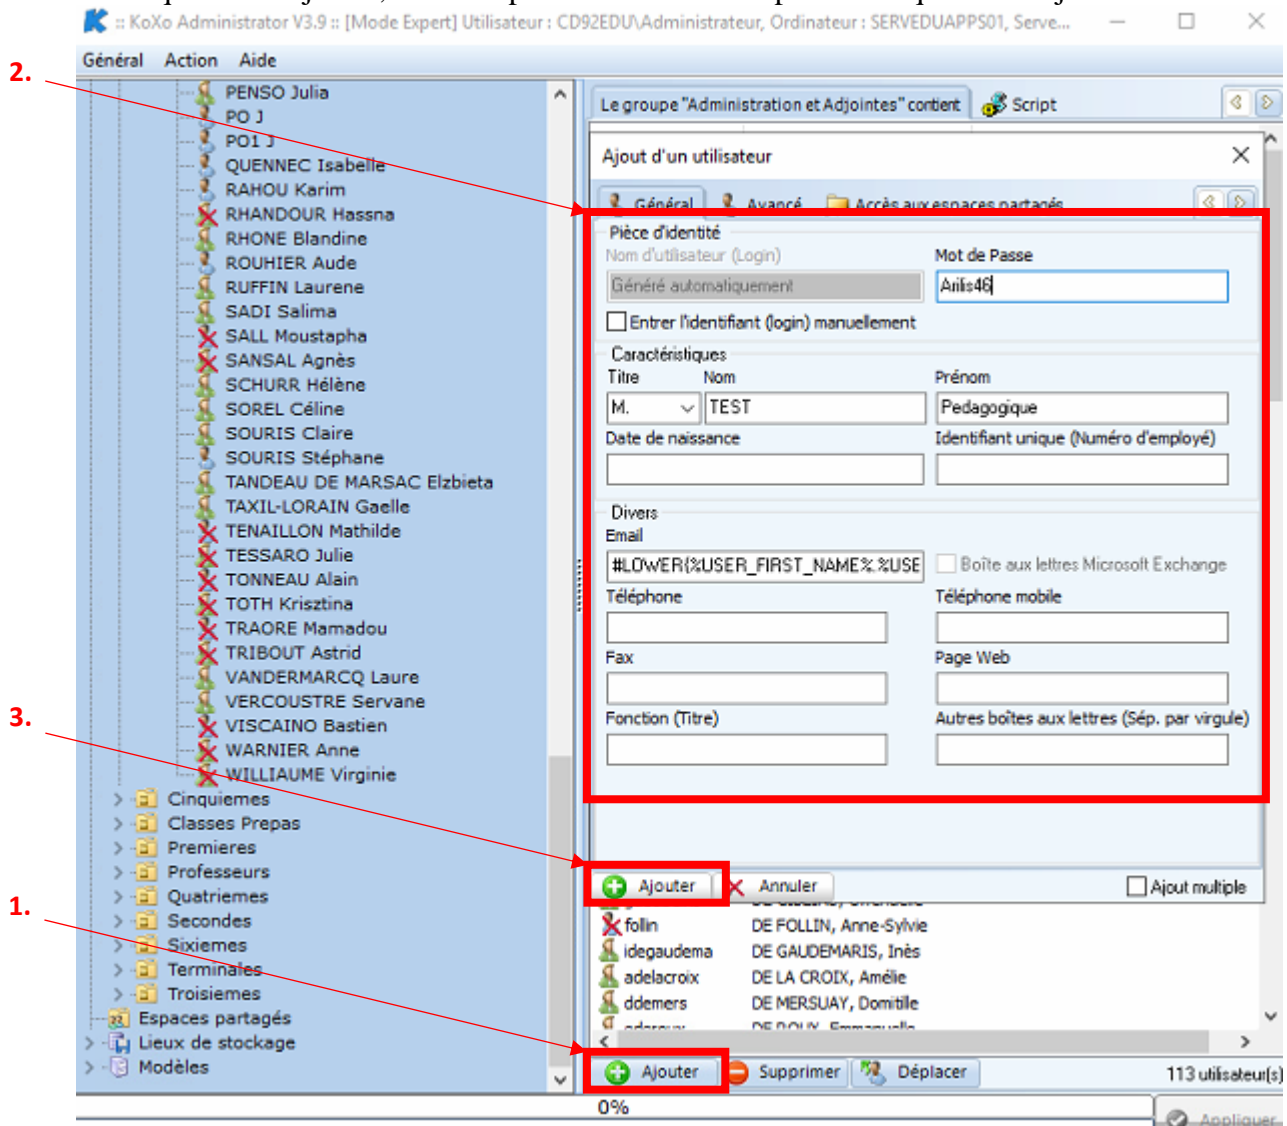 :: KoXo Administrator V3.9 :: [Mode Expert] Utilisateur : CD92EDU\Administrateur, Ordinateur : SERVEDUAPPS01, Serve...
Général Action Aide
2.
PENSO Julia
PO J
PO1 J
QUENNEC Isabelle
RAHOU Karim
RHANDOUR Hassna
RHONE Blandine
ROUHIER Aude
RUFFIN Laurene
SADI Salima
SALL Moustapha
SANSAL Agnès
SCHURR Hélène
SOREL Céline
SOURIS Claire
SOURIS Stéphane
TANDEAU DE MARSAC Elzbieta
TAXIL-LORAIN Gaelle
TENAILLON Mathilde
TESSARO Julie
TONNEAU Alain
TOTH Krisztina
TRAORE Mamadou
TRIBOUT Astrid
VANDERMARCQ Laure
VERCOUSTRE Servane
3.
VISCAINO Bastien
WARNIER Anne
WILLIAUME Virginie
Cinquiemes
Classes Prepas
Premieres
Professeurs
Quatriemes
1.
Secondes
Sixiemes
Terminales
Troisiemes
Espaces partagés
Lieux de stockage
Modèles
Le groupe "Administration et Adjointes" contient Script
Ajout d'un utilisateur
Général Avancé Accès aux espaces partagés
Pièce d'identité
Nom d'utilisateur (Login) Mot de Passe
Généré automatiquement Arilis46
Entrer l'identifiant (login) manuellement
Caractéristiques
Titre Nom Prénom
M. TEST Pedagogique
Date de naissance Identifiant unique (Numéro d'employé)
Divers
Email
#LOWER{%USER_FIRST_NAME%.%USE Boîte aux lettres Microsoft Exchange
Téléphone Téléphone mobile
Fax Page Web
Fonction (Titre) Autres boîtes aux lettres (Sép. par virgule)
Ajouter Annuler Ajout multiple
follin DE FOLLIN, Anne-Sylvie
idegaudema DE GAUDEMARIS, Inès
adelacroix DE LA CROIX, Amélie
ddemers DE MERSUAY, Domitille
Ajouter Supprimer Déplacer 113 utilisateur(s)
0%
Appliquer